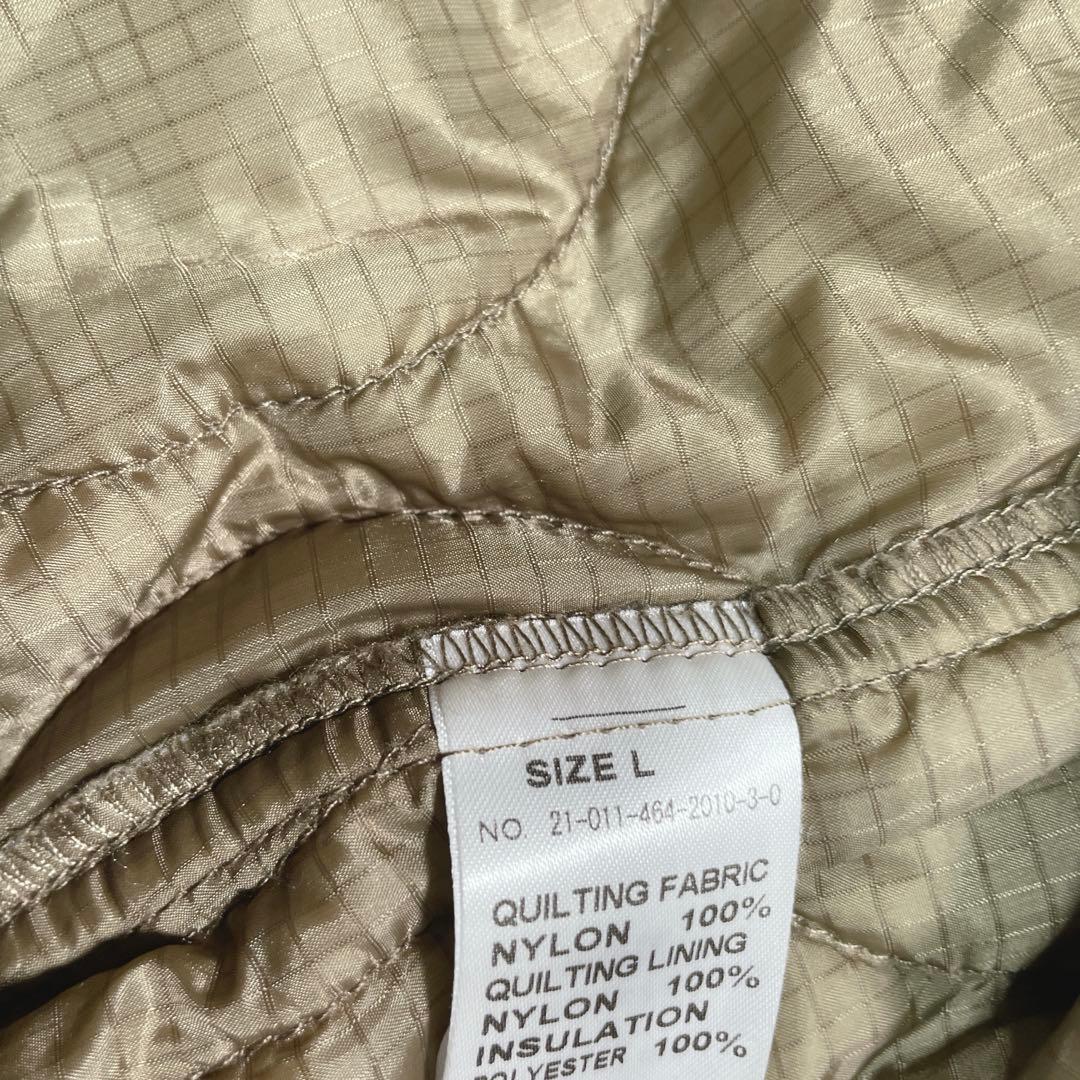 SIZE L
NO. 21-011-464-2010-3-0
QUILTING FABRIC
NYLON 100%
QUILTING LINING
NYLON 100%
INSULATION
POLYESTER 100%